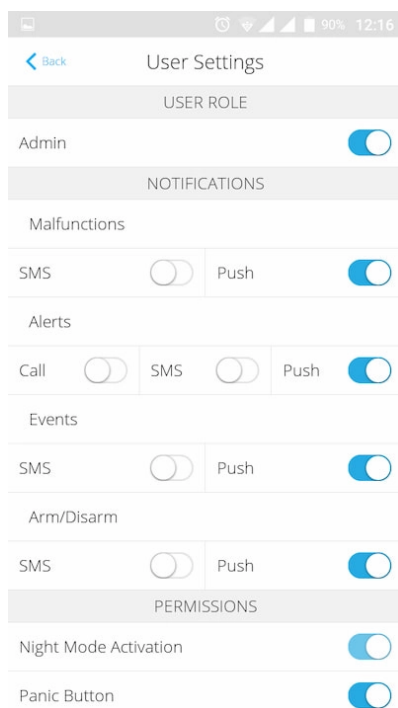 90% 12:16
Back User Settings
USER ROLE
Admin
NOTIFICATIONS
Malfunctions
SMS Push
Alerts
Call SMS Push
Events
SMS Push
Arm/Disarm
SMS Push
PERMISSIONS
Night Mode Activation
Panic Button